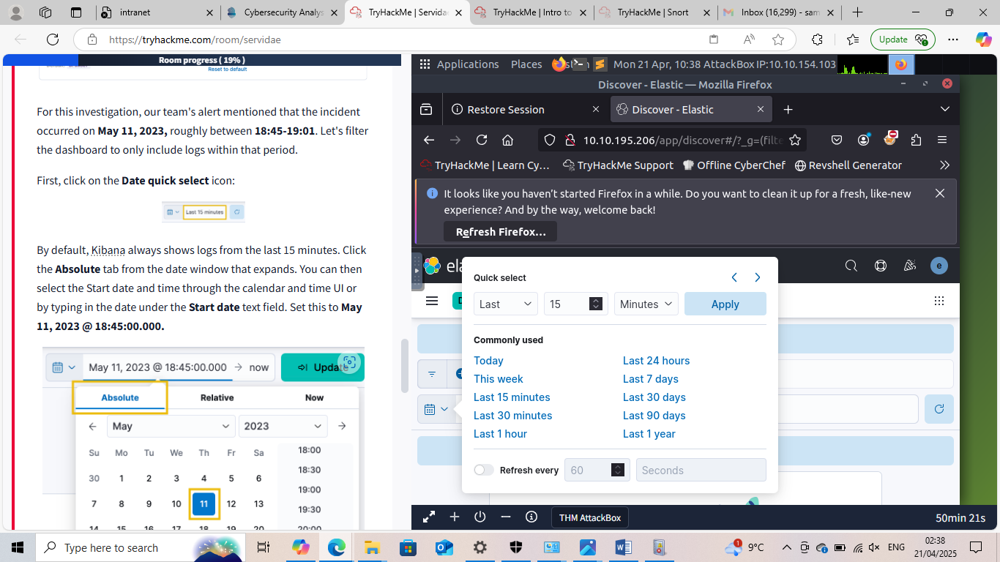 intranet
Cybersecurity Analys
TryHackMe | Servidae
TryHackMe | Intro to
TryHackMe | Snort
Inbox (16,299) - sam
https://tryhackme.com/room/servidae
Update
Room progress ( 19% )
Reset to default
For this investigation, our team's alert mentioned that the incident
occurred on May 11, 2023, roughly between 18:45-19:01. Let's filter
the dashboard to only include logs within that period.
First, click on the Date quick select icon:
Last 15 minutes
By default, Kibana always shows logs from the last 15 minutes. Click
the Absolute tab from the date window that expands. You can then
select the Start date and time through the calendar and time UI or
by typing in the date under the Start date text field. Set this to May
11, 2023 @ 18:45:00.000.
May 11, 2023 @ 18:45:00.000 → now
Update
Absolute Relative Now
May 2023
Su Mo Tu We Th Fr Sa
30 1 2 3 4 5 6
7 8 9 10 11 12 13
14 15 16 17 18 19 20
18:00
18:30
19:00
19:30
20:00
Applications Places Mon 21 Apr, 10:38 AttackBox IP:10.10.154.103
Discover - Elastic — Mozilla Firefox
Restore Session
Discover - Elastic
10.10.195.206/app/discover#/?_g=(filte
TryHackMe | Learn Cy…
TryHackMe Support
Offline CyberChef
Revshell Generator
It looks like you haven't started Firefox in a while. Do you want to clean it up for a fresh, like-new
experience? And by the way, welcome back!
Refresh Firefox…
ela
e
D
Quick select
Last 15 Minutes Apply
Commonly used
Today Last 24 hours
This week Last 7 days
Last 15 minutes Last 30 days
Last 30 minutes Last 90 days
Last 1 hour Last 1 year
Refresh every 60 Seconds
THM AttackBox
50min 21s
Type here to search
1
9°C
ENG
02:38
21/04/2025